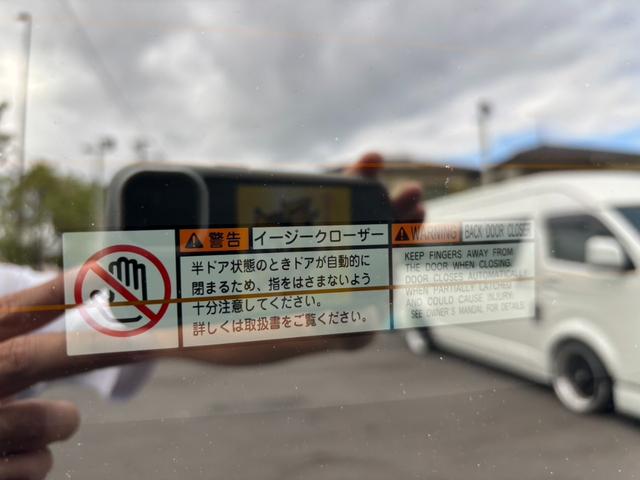 警告 イージークローザー
半ドア状態のときドアが自動的に
閉まるため、指をはさまないよう
十分注意してください。
詳しくは取扱書をご覧ください。
WARNING BACK DOOR CLOSER
KEEP FINGERS AWAY FROM
THE DOOR WHEN CLOSING.
DOOR CLOSES AUTOMATICALLY
WHEN PARTIALLY LATCHED
AND COULD CAUSE INJURY.
SEE OWNER'S MANUAL FOR DETAILS.